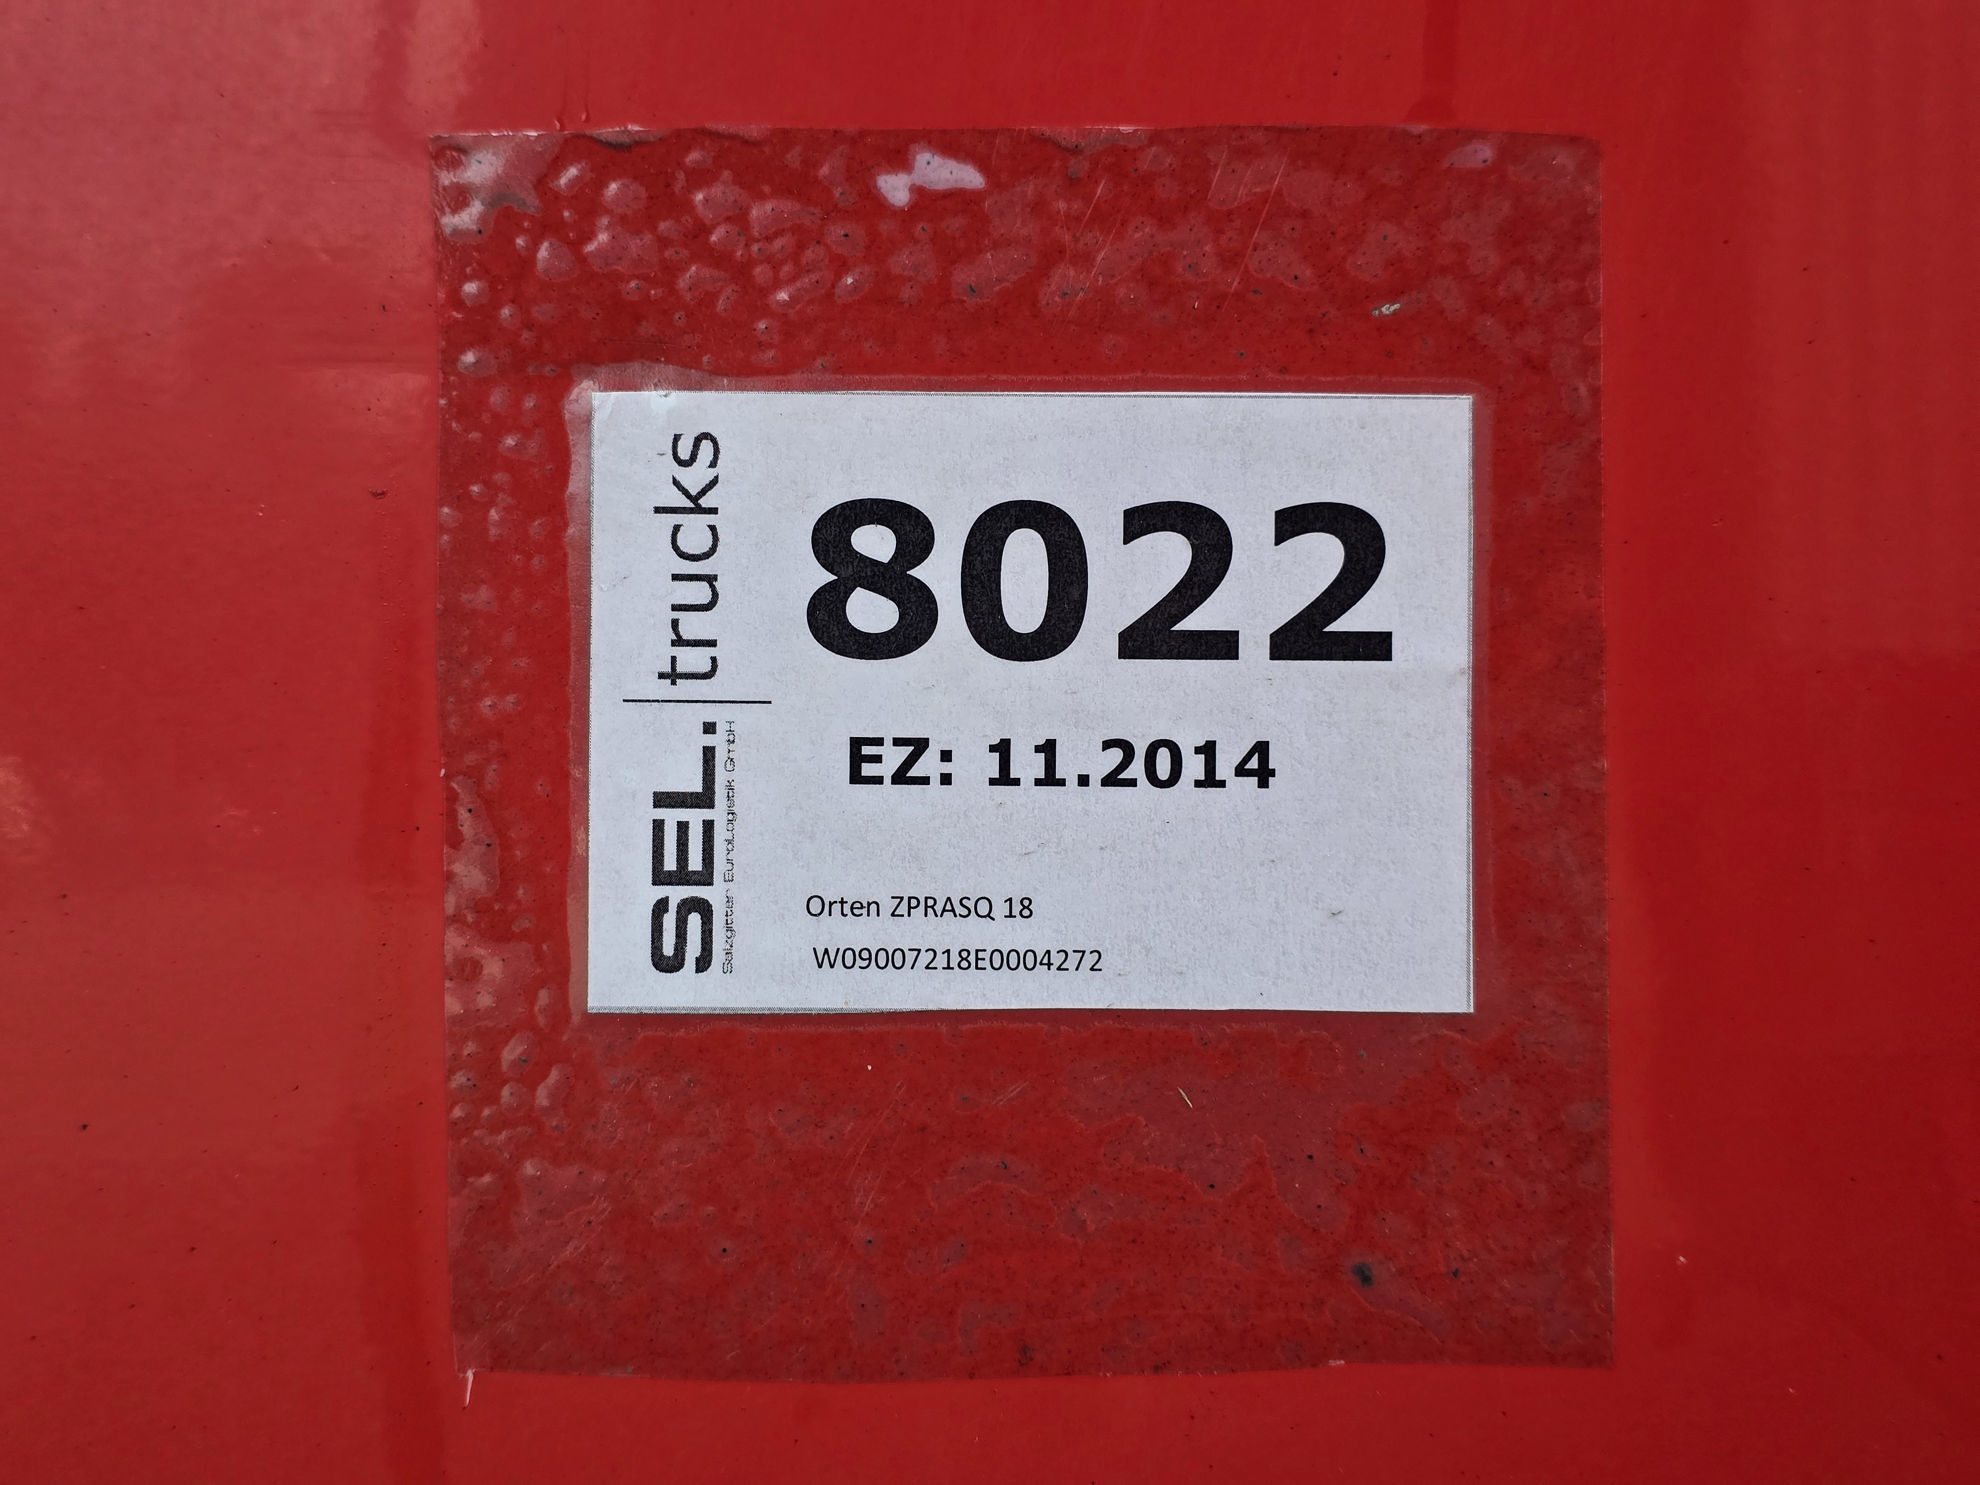 SEL. | trucks
Salzgitter EuroLogistik GmbH
8022
EZ: 11.2014
Orten ZPRASQ 18
W09007218E0004272